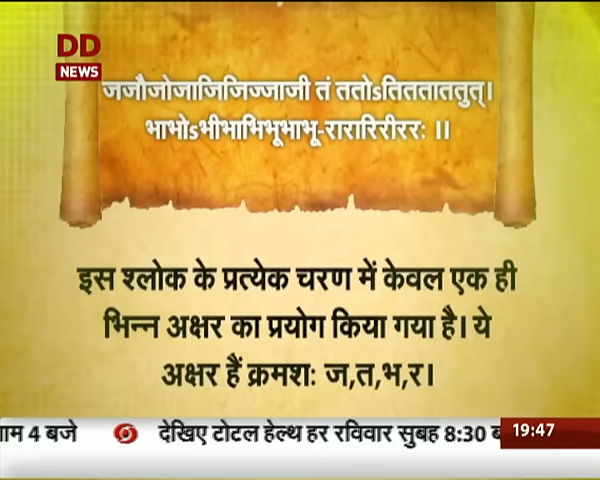 DD
NEWS
जजौजोजाजिजिज्जाजी तं ततोऽतितताततुत्।
भाभोऽभीभाभिभूभाभू-रारारिरीररः ।।
इस श्लोक के प्रत्येक चरण में केवल एक ही
भिन्न अक्षर का प्रयोग किया गया है। ये
अक्षर हैं क्रमशः ज,त,भ,र।
4 बजे देखिए टोटल हेल्थ हर रविवार सुबह 8:30 19:47